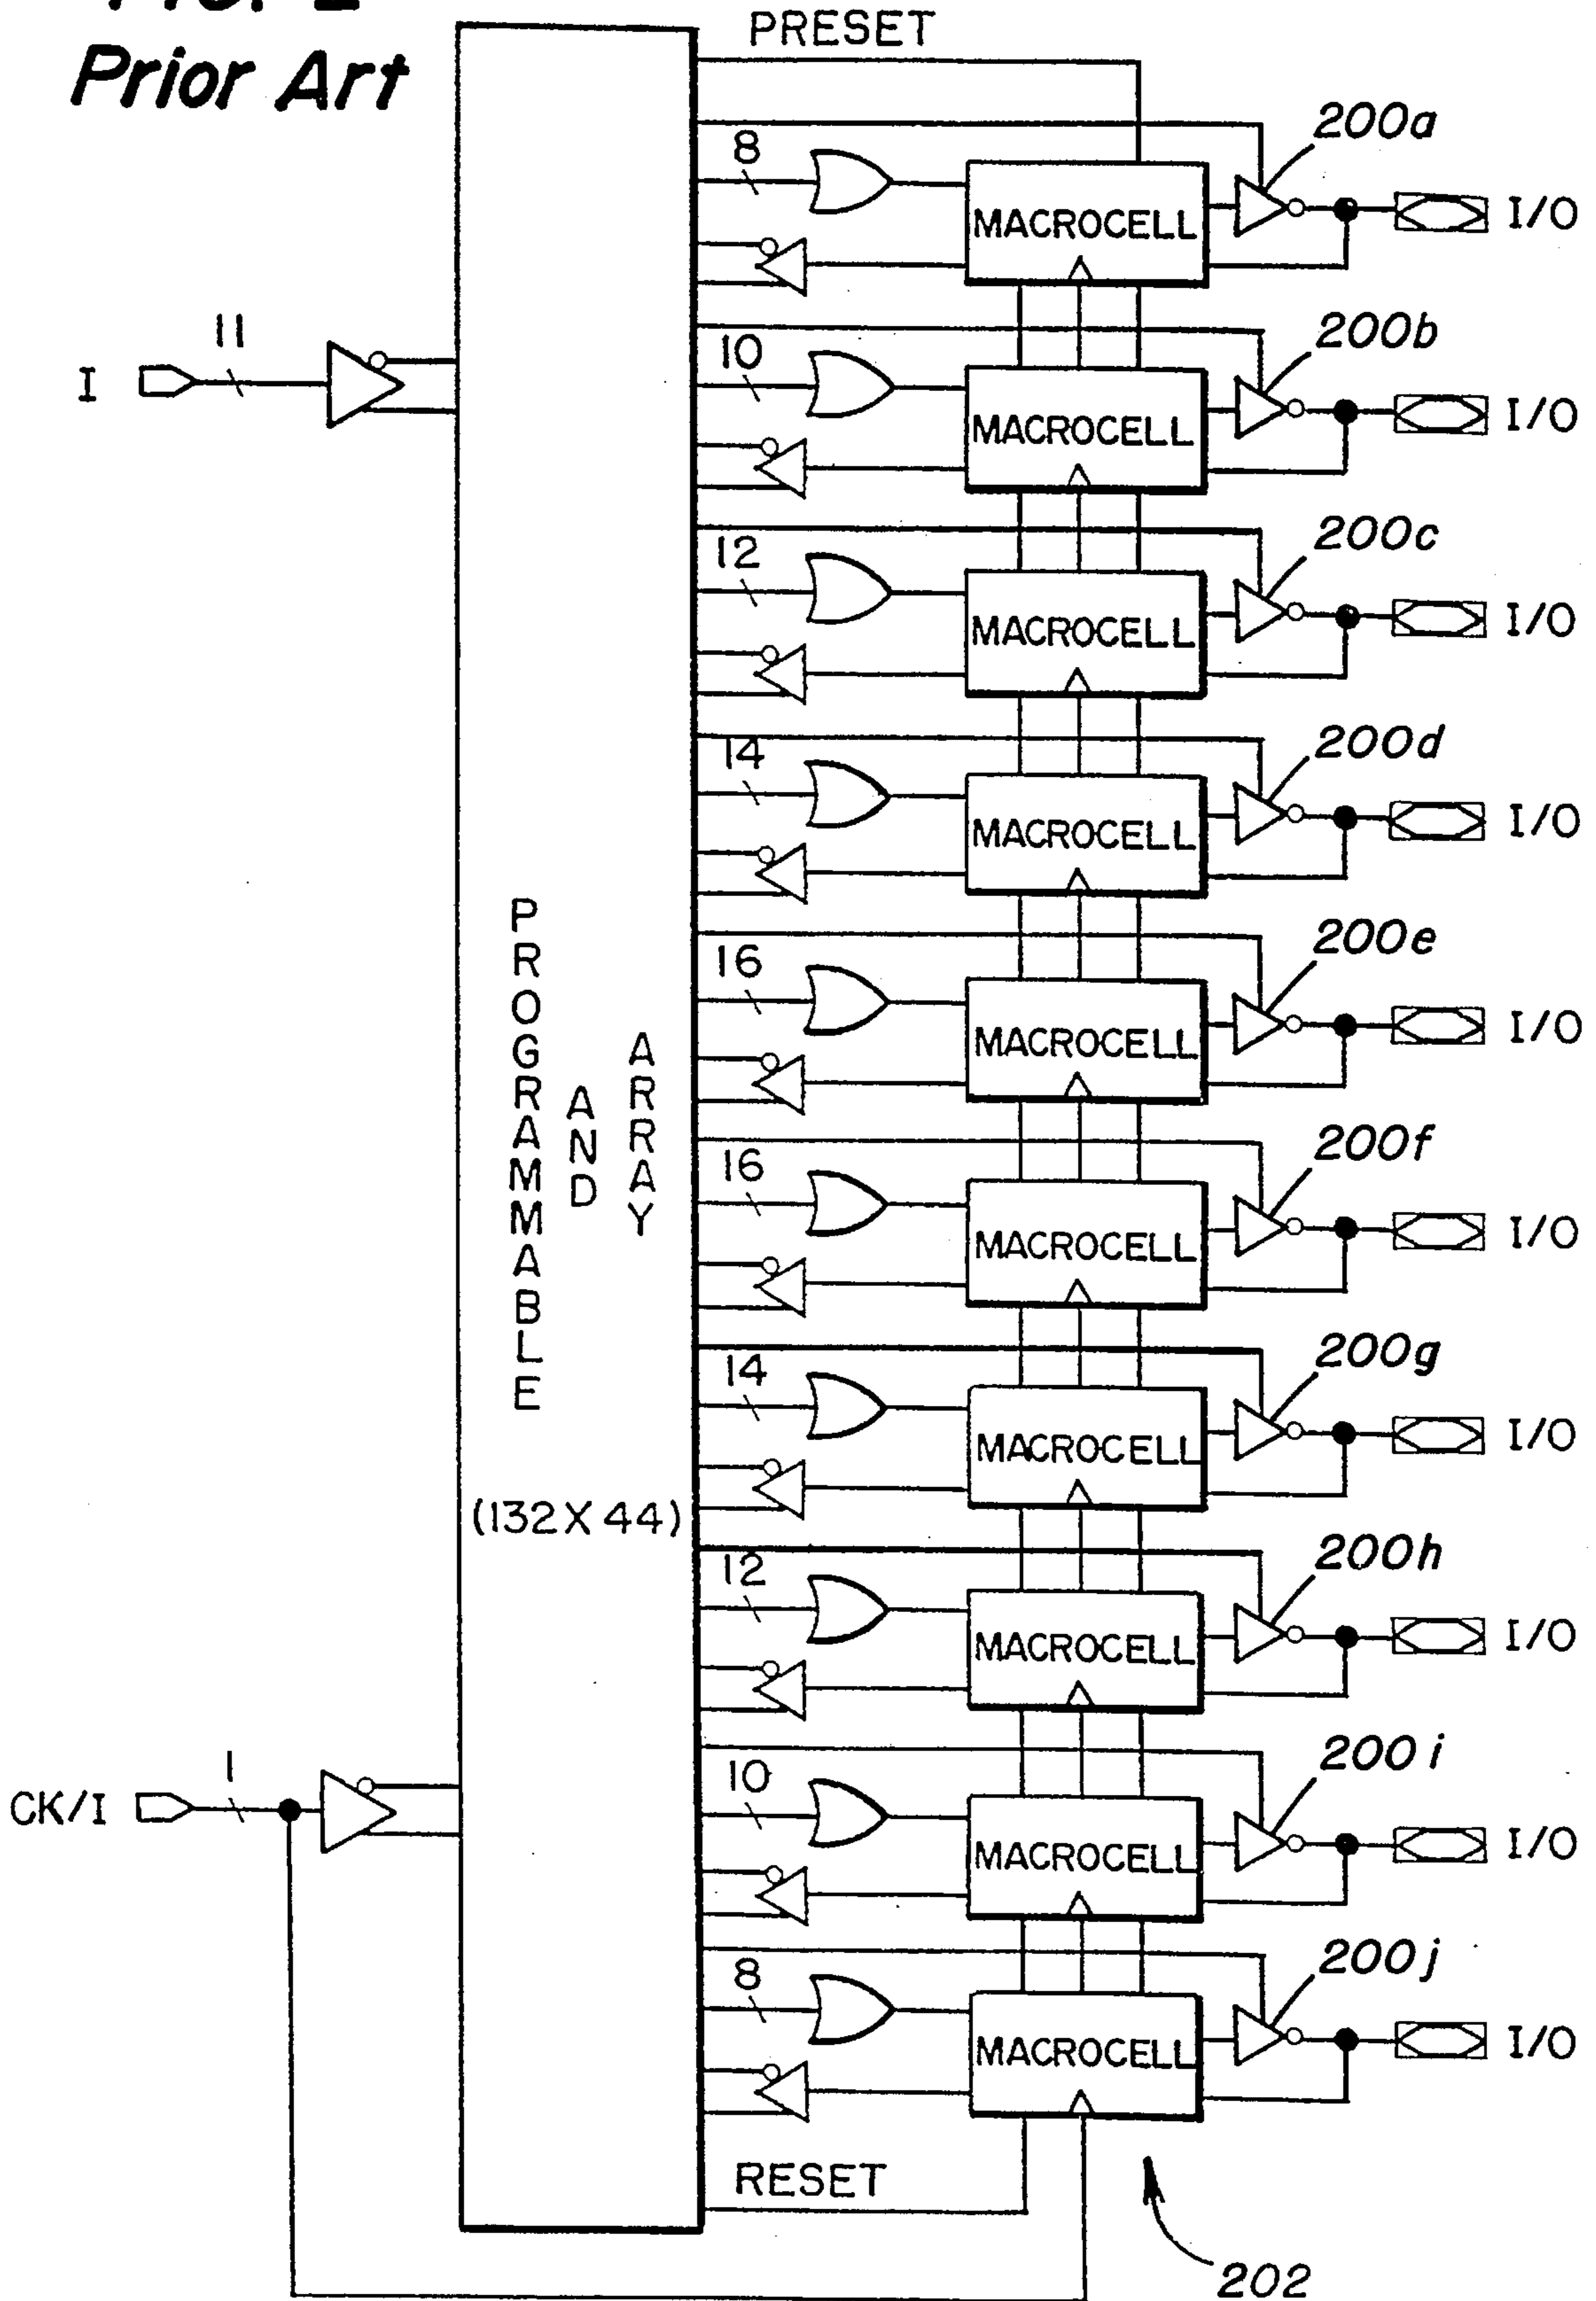 Prior Art
PRESET
200a
8
MACROCELL
I/O
11
I
200b
10
MACROCELL
I/O
200c
12
MACROCELL
I/O
200d
14
MACROCELL
I/O
200e
16
MACROCELL
I/O
PROGRAMMABLE
AND
ARRAY
200f
16
MACROCELL
I/O
200g
14
MACROCELL
I/O
(132X44)
200h
12
MACROCELL
I/O
1
CK/I
200i
10
MACROCELL
I/O
200j
8
MACROCELL
I/O
RESET
202